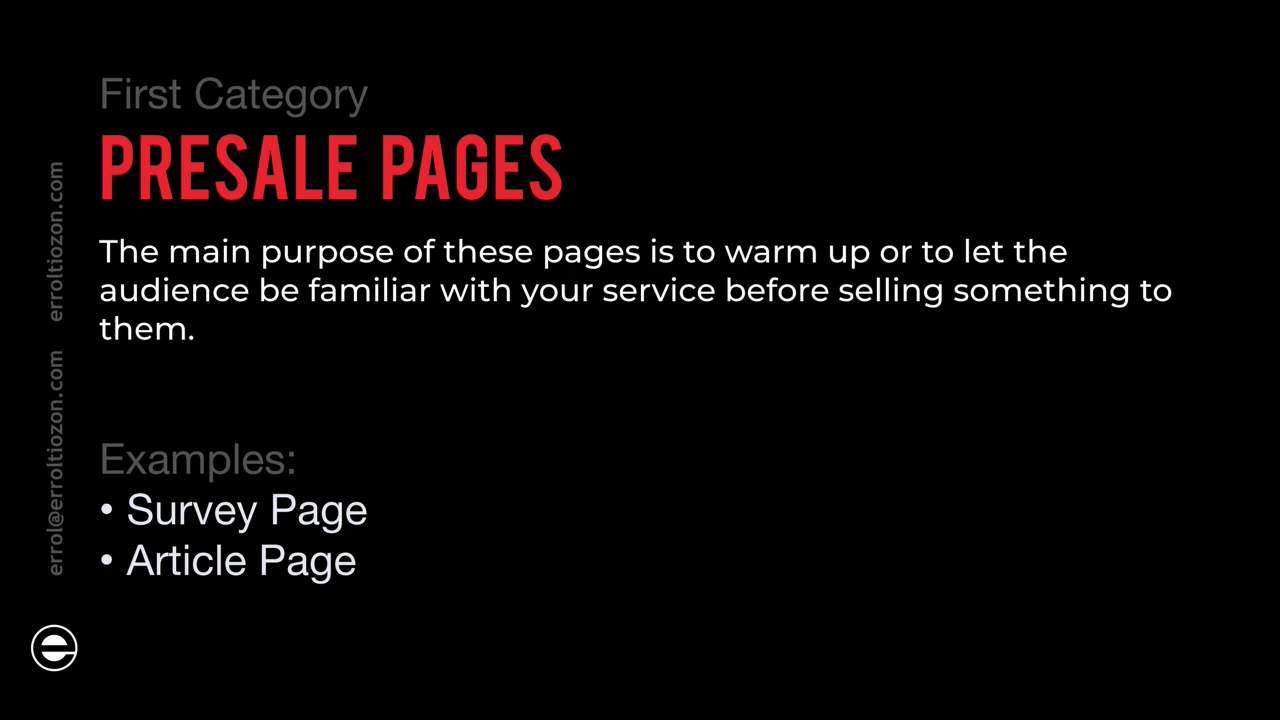 First Category
PRESALE PAGES
The main purpose of these pages is to warm up or to let the
audience be familiar with your service before selling something to
them.
Examples:
• Survey Page
• Article Page
errol@erroltiozon.com erroltiozon.com
e